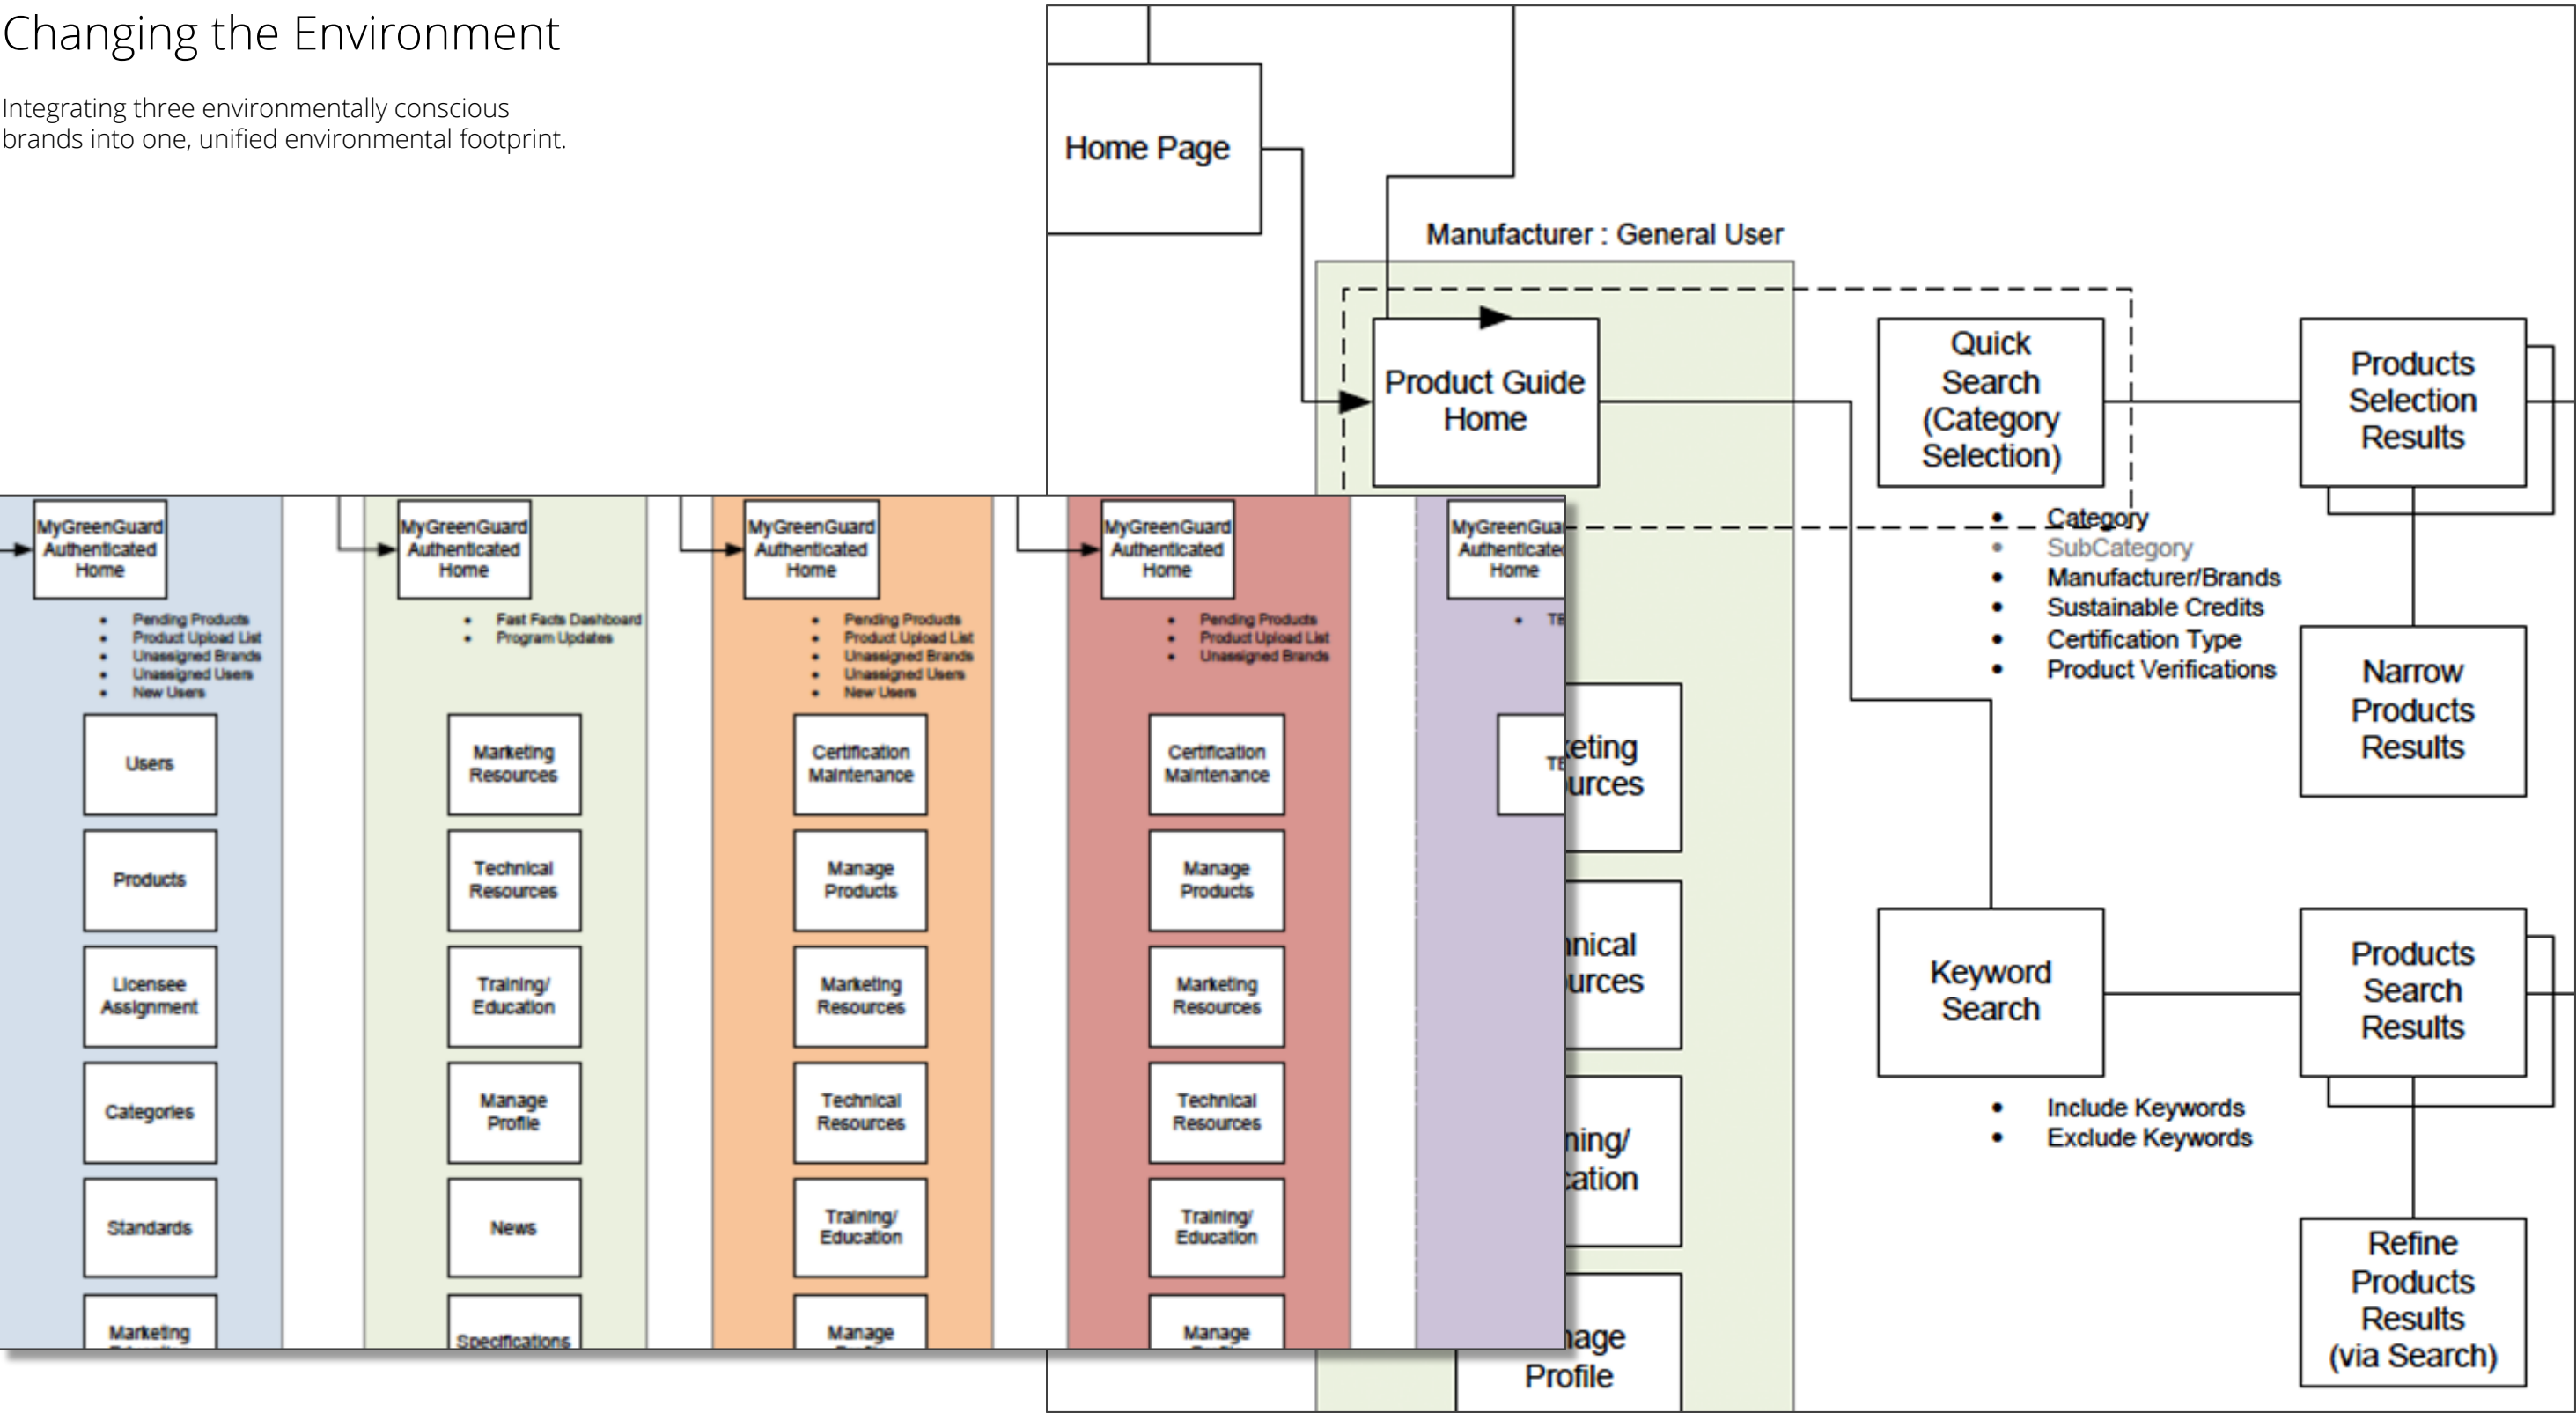 Changing the Environment
Integrating three environmentally conscious
brands into one, unified environmental footprint.
Home Page
Manufacturer : General User
Product Guide
Home
Quick
Search
(Category
Selection)
• Category
• SubCategory
• Manufacturer/Brands
• Sustainable Credits
• Certification Type
• Product Verifications
Products
Selection
Results
Narrow
Products
Results
Keyword
Search
• Include Keywords
• Exclude Keywords
Products
Search
Results
Refine
Products
Results
(via Search)
Profile
MyGreenGuard
Authenticated
Home
• Pending Products
• Product Upload List
• Unassigned Brands
• Unassigned Users
• New Users
Users
Products
Licensee
Assignment
Categories
Standards
Marketing
MyGreenGuard
Authenticated
Home
• Fast Facts Dashboard
• Program Updates
Marketing
Resources
Technical
Resources
Training/
Education
Manage
Profile
News
Specifications
MyGreenGuard
Authenticated
Home
• Pending Products
• Product Upload List
• Unassigned Brands
• Unassigned Users
• New Users
Certification
Maintenance
Manage
Products
Marketing
Resources
Technical
Resources
Training/
Education
Manage
MyGreenGuard
Authenticated
Home
• Pending Products
• Product Upload List
• Unassigned Brands
Certification
Maintenance
Manage
Products
Marketing
Resources
Technical
Resources
Training/
Education
Manage
Home